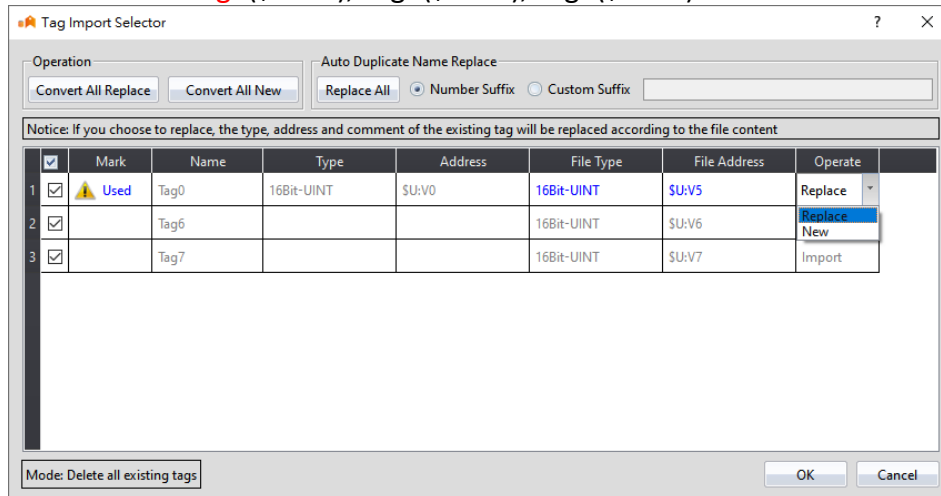 Tag Import Selector ? ×
Operation Auto Duplicate Name Replace
Convert All Replace Convert All New Replace All Number Suffix Custom Suffix
Notice: If you choose to replace, the type, address and comment of the existing tag will be replaced according to the file content
Mark Name Type Address File Type File Address Operate
1 Used Tag0 16Bit-UINT $U:V0 16Bit-UINT $U:V5 Replace
Replace
New
2 Tag6 16Bit-UINT $U:V6
3 Tag7 16Bit-UINT $U:V7 Import
Mode: Delete all existing tags OK Cancel